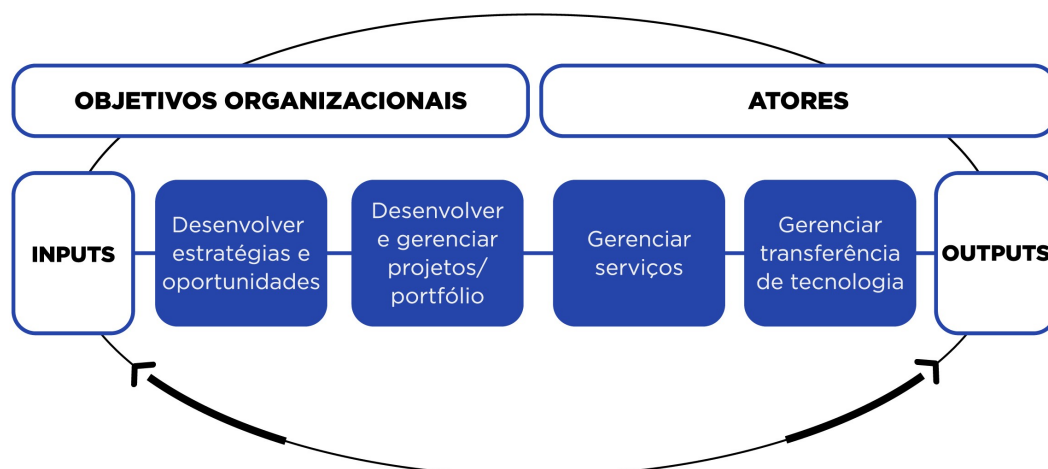 OBJETIVOS ORGANIZACIONAIS
ATORES
INPUTS
Desenvolver
estratégias e
oportunidades
Desenvolver
e gerenciar
projetos/
portfólio
Gerenciar
serviços
Gerenciar
transferência
de tecnologia
OUTPUTS